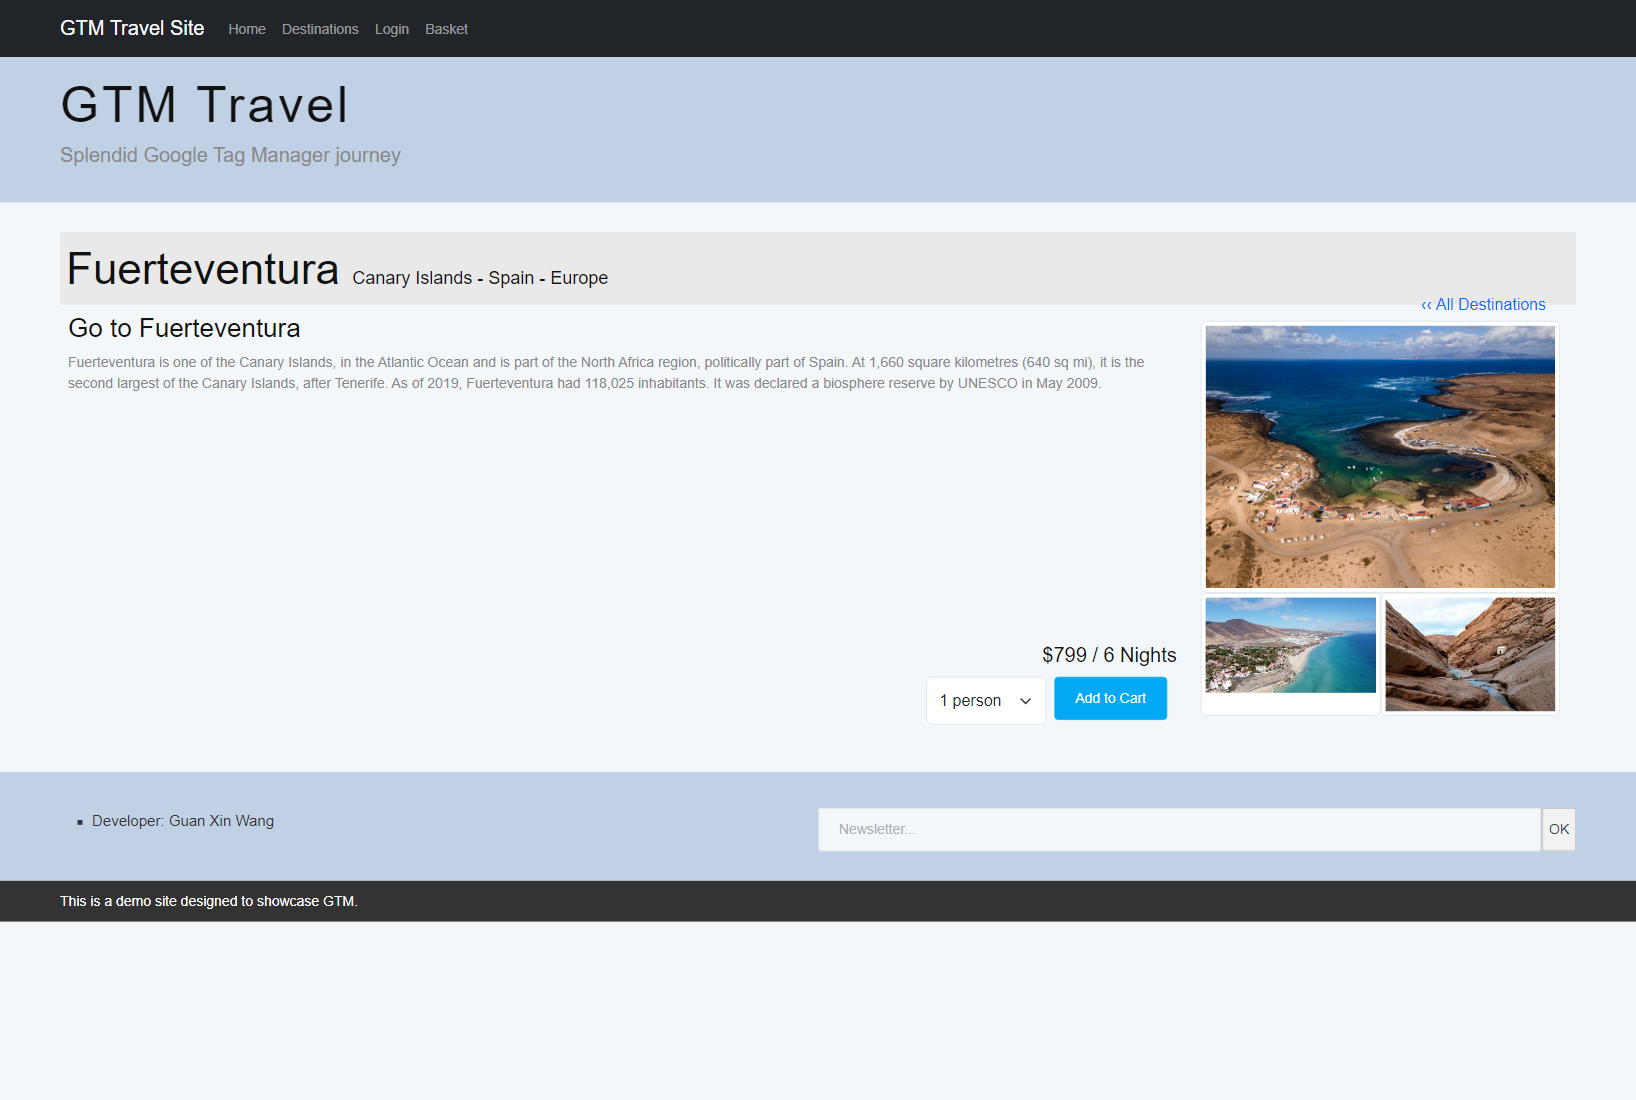 GTM Travel Site Home Destinations Login Basket
GTM Travel
Splendid Google Tag Manager journey
Fuerteventura Canary Islands - Spain - Europe
‹‹ All Destinations
Go to Fuerteventura
Fuerteventura is one of the Canary Islands, in the Atlantic Ocean and is part of the North Africa region, politically part of Spain. At 1,660 square kilometres (640 sq mi), it is the
second largest of the Canary Islands, after Tenerife. As of 2019, Fuerteventura had 118,025 inhabitants. It was declared a biosphere reserve by UNESCO in May 2009.
$799 / 6 Nights
1 person Add to Cart
Developer: Guan Xin Wang
Newsletter... OK
This is a demo site designed to showcase GTM.